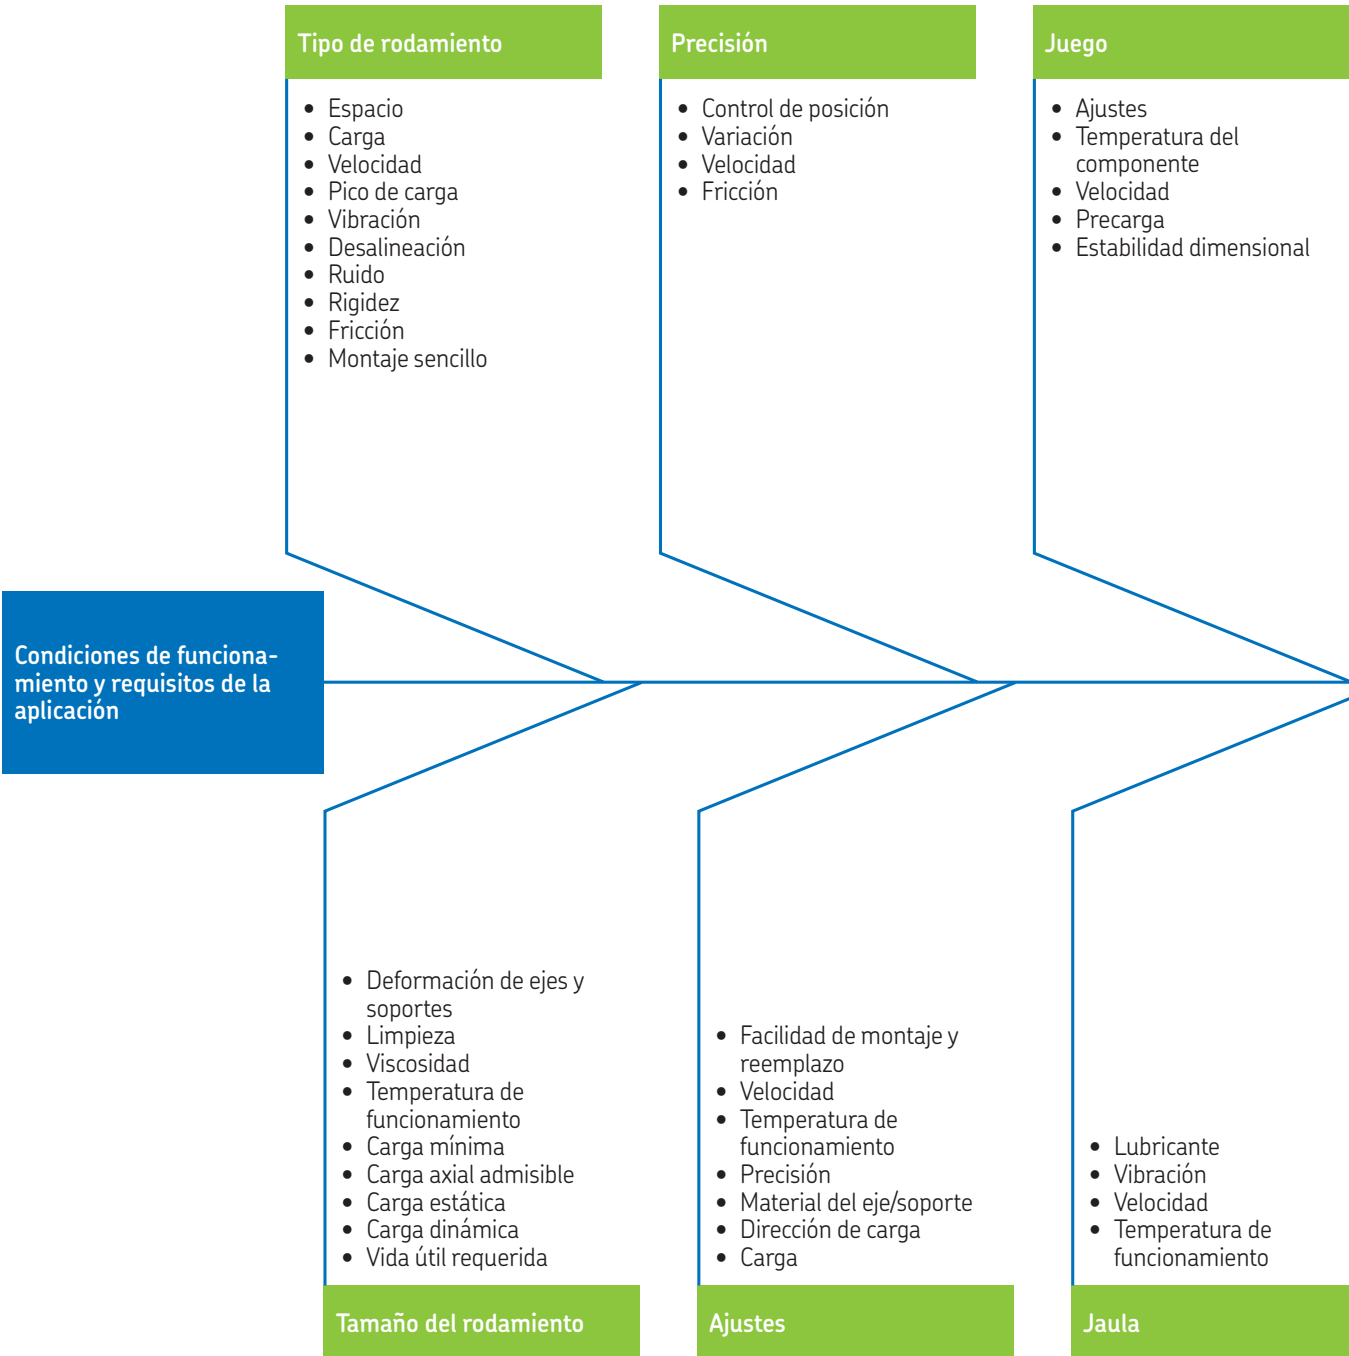 Tipo de rodamiento
• Espacio
• Carga
• Velocidad
• Pico de carga
• Vibración
• Desalineación
• Ruido
• Rigidez
• Fricción
• Montaje sencillo
Precisión
• Control de posición
• Variación
• Velocidad
• Fricción
Juego
• Ajustes
• Temperatura del
componente
• Velocidad
• Precarga
• Estabilidad dimensional
Condiciones de funciona-
miento y requisitos de la
aplicación
• Deformación de ejes y
soportes
• Limpieza
• Viscosidad
• Temperatura de
funcionamiento
• Carga mínima
• Carga axial admisible
• Carga estática
• Carga dinámica
• Vida útil requerida
Tamaño del rodamiento
• Facilidad de montaje y
reemplazo
• Velocidad
• Temperatura de
funcionamiento
• Precisión
• Material del eje/soporte
• Dirección de carga
• Carga
Ajustes
• Lubricante
• Vibración
• Velocidad
• Temperatura de
funcionamiento
Jaula